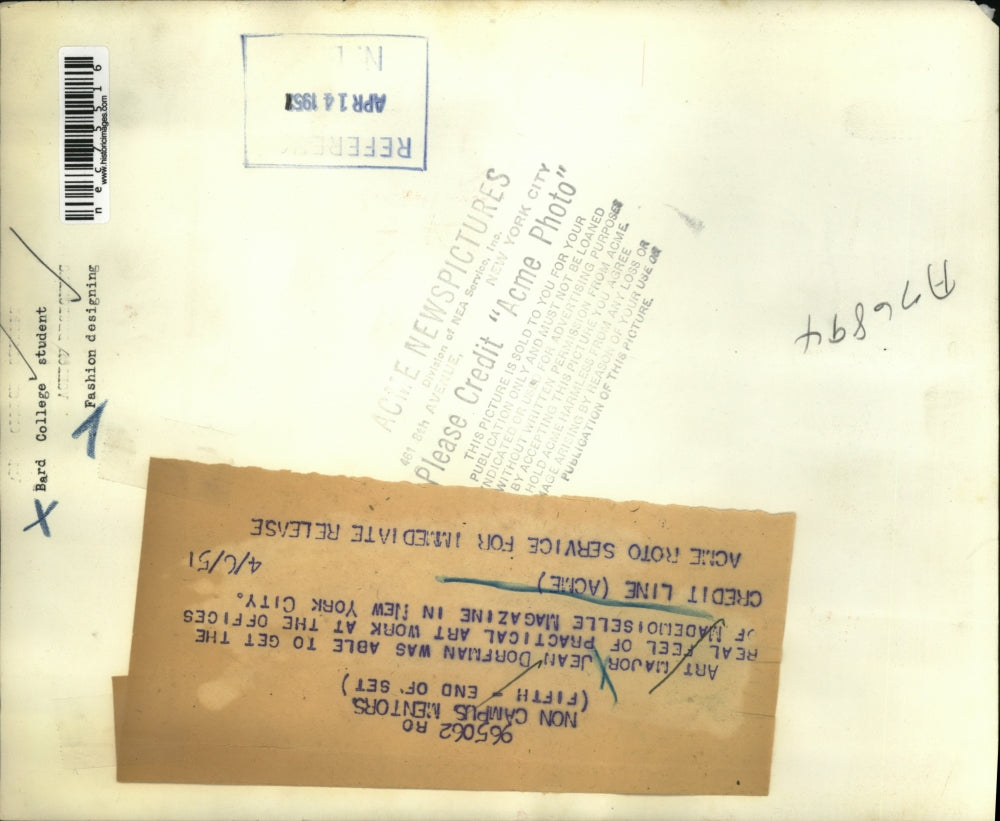 965062 RO
NON CAMPUS MENTORS
(FIFTH - END OF SET)
ART MAJOR JEAN DORFMAN WAS ABLE TO GET THE
REAL FEEL OF PRACTICAL ART WORK AT THE OFFICES
OF MADEMOISELLE MAGAZINE IN NEW YORK CITY.
CREDIT LINE (ACME) 4/6/51
ACME ROTO SERVICE FOR IMMEDIATE RELEASE
ACME NEWSPICTURES
Division of NEA Service, Inc.
461 8th AVENUE, NEW YORK CITY
Please Credit "Acme Photo"
THIS PICTURE IS SOLD TO YOU FOR YOUR
PUBLICATION ONLY AND MUST NOT BE LOANED
FOR ADVERTISING PURPOSES
WITHOUT WRITTEN PERMISSION FROM ACME.
BY ACCEPTING THIS PICTURE YOU AGREE
HOLD ACME HARMLESS FROM ANY LOSS OR
ARISING BY REASON OF YOUR USE OR
PUBLICATION OF THIS PICTURE.
APR 14 1951
N.
X Bard College student
Fashion designing
www.historicimages.com
A76894